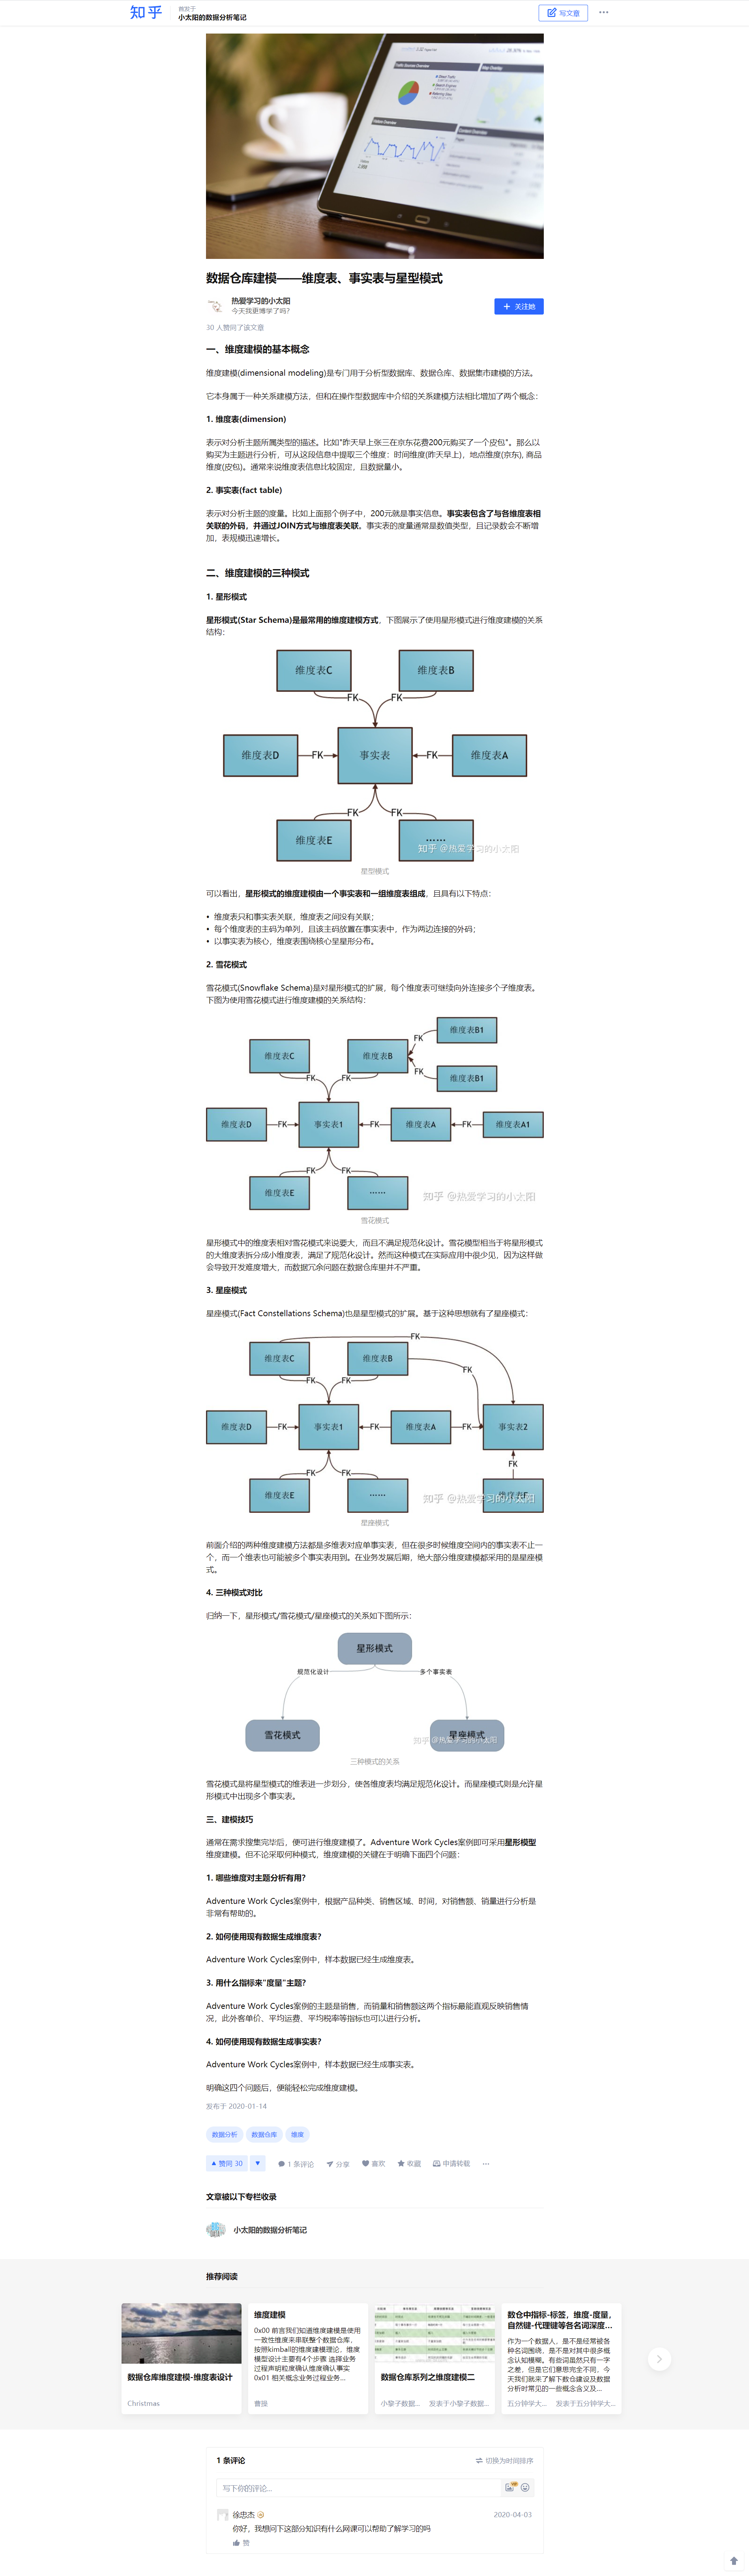 知乎
首发于
小太阳的数据分析笔记
写文章
数据仓库建模——维度表、事实表与星型模式
热爱学习的小太阳
今天我更博学了吗？
关注她
30 人赞同了该文章
一、维度建模的基本概念
维度建模(dimensional modeling)是专门用于分析型数据库、数据仓库、数据集市建模的方法。
它本身属于一种关系建模方法，但和在操作型数据库中介绍的关系建模方法相比增加了两个概念：
1. 维度表(dimension)
表示对分析主题所属类型的描述。比如"昨天早上张三在京东花费200元购买了一个皮包"。那么以
购买为主题进行分析，可从这段信息中提取三个维度：时间维度(昨天早上)，地点维度(京东), 商品
维度(皮包)。通常来说维度表信息比较固定，且数据量小。
2. 事实表(fact table)
表示对分析主题的度量。比如上面那个例子中，200元就是事实信息。事实表包含了与各维度表相
关联的外码，并通过JOIN方式与维度表关联。事实表的度量通常是数值类型，且记录数会不断增
加，表规模迅速增长。
二、维度建模的三种模式
1. 星形模式
星形模式(Star Schema)是最常用的维度建模方式，下图展示了使用星形模式进行维度建模的关系
结构：
维度表C
维度表B
FK
FK
维度表D
FK
事实表
FK
维度表A
FK
FK
维度表E
……
知乎 @热爱学习的小太阳
星型模式
可以看出，星形模式的维度建模由一个事实表和一组维度表组成，且具有以下特点：
• 维度表只和事实表关联，维度表之间没有关联；
• 每个维度表的主码为单列，且该主码放置在事实表中，作为两边连接的外码；
• 以事实表为核心，维度表围绕核心呈星形分布。
2. 雪花模式
雪花模式(Snowflake Schema)是对星形模式的扩展，每个维度表可继续向外连接多个子维度表。
下图为使用雪花模式进行维度建模的关系结构：
维度表B1
FK
维度表C
维度表B
FK
维度表B1
FK
FK
维度表D
FK
事实表1
FK
维度表A
FK
维度表A1
FK
FK
维度表E
……
知乎 @热爱学习的小太阳
雪花模式
星形模式中的维度表相对雪花模式来说要大，而且不满足规范化设计。雪花模型相当于将星形模式
的大维度表拆分成小维度表，满足了规范化设计。然而这种模式在实际应用中很少见，因为这样做
会导致开发难度增大，而数据冗余问题在数据仓库里并不严重。
3. 星座模式
星座模式(Fact Constellations Schema)也是星型模式的扩展。基于这种思想就有了星座模式：
FK
维度表C
维度表B
FK
FK
FK
维度表D
FK
事实表1
FK
维度表A
FK
事实表2
FK
FK
FK
维度表E
……
维度表F
知乎 @热爱学习的小太阳
星座模式
前面介绍的两种维度建模方法都是多维表对应单事实表，但在很多时候维度空间内的事实表不止一
个，而一个维表也可能被多个事实表用到。在业务发展后期，绝大部分维度建模都采用的是星座模
式。
4. 三种模式对比
归纳一下，星形模式/雪花模式/星座模式的关系如下图所示：
星形模式
规范化设计
多个事实表
雪花模式
星座模式
知乎 @热爱学习的小太阳
三种模式的关系
雪花模式是将星型模式的维表进一步划分，使各维度表均满足规范化设计。而星座模式则是允许星
形模式中出现多个事实表。
三、建模技巧
通常在需求搜集完毕后，便可进行维度建模了。Adventure Work Cycles案例即可采用星形模型
维度建模。但不论采取何种模式，维度建模的关键在于明确下面四个问题：
1. 哪些维度对主题分析有用？
Adventure Work Cycles案例中，根据产品种类、销售区域、时间，对销售额、销量进行分析是
非常有帮助的。
2. 如何使用现有数据生成维度表？
Adventure Work Cycles案例中，样本数据已经生成维度表。
3. 用什么指标来"度量"主题？
Adventure Work Cycles案例的主题是销售，而销量和销售额这两个指标最能直观反映销售情
况，此外客单价、平均运费、平均税率等指标也可以进行分析。
4. 如何使用现有数据生成事实表？
Adventure Work Cycles案例中，样本数据已经生成事实表。
明确这四个问题后，便能轻松完成维度建模。
发布于 2020-01-14
数据分析 数据仓库 维度
赞同 30 1 条评论 分享 喜欢 收藏 申请转载
文章被以下专栏收录
小太阳的数据分析笔记
推荐阅读
数据仓库维度建模-维度表设计
Christmas
维度建模
0x00 前言我们知道维度建模是使用
一致性维度来串联整个数据仓库，
按照kimball的维度建模理论，维度
模型设计主要有4个步骤 选择业务
过程声明粒度确认维度确认事实
0x01 相关概念业务过程业务…
曹操
数据仓库系列之维度建模二
小黎子数据... 发表于小黎子数据...
数仓中指标-标签，维度-度量，
自然键-代理键等各名词深度…
作为一个数据人，是不是经常被各
种名词围绕，是不是对其中很多概
念认知模糊。有些词虽然只有一字
之差，但是它们意思完全不同，今
天我们就来了解下数仓建设及数据
分析时常见的一些概念含义及…
五分钟学大... 发表于五分钟学大...
1 条评论
切换为时间排序
写下你的评论...
徐忠杰
2020-04-03
你好，我想问下这部分知识有什么网课可以帮助了解学习的吗
赞